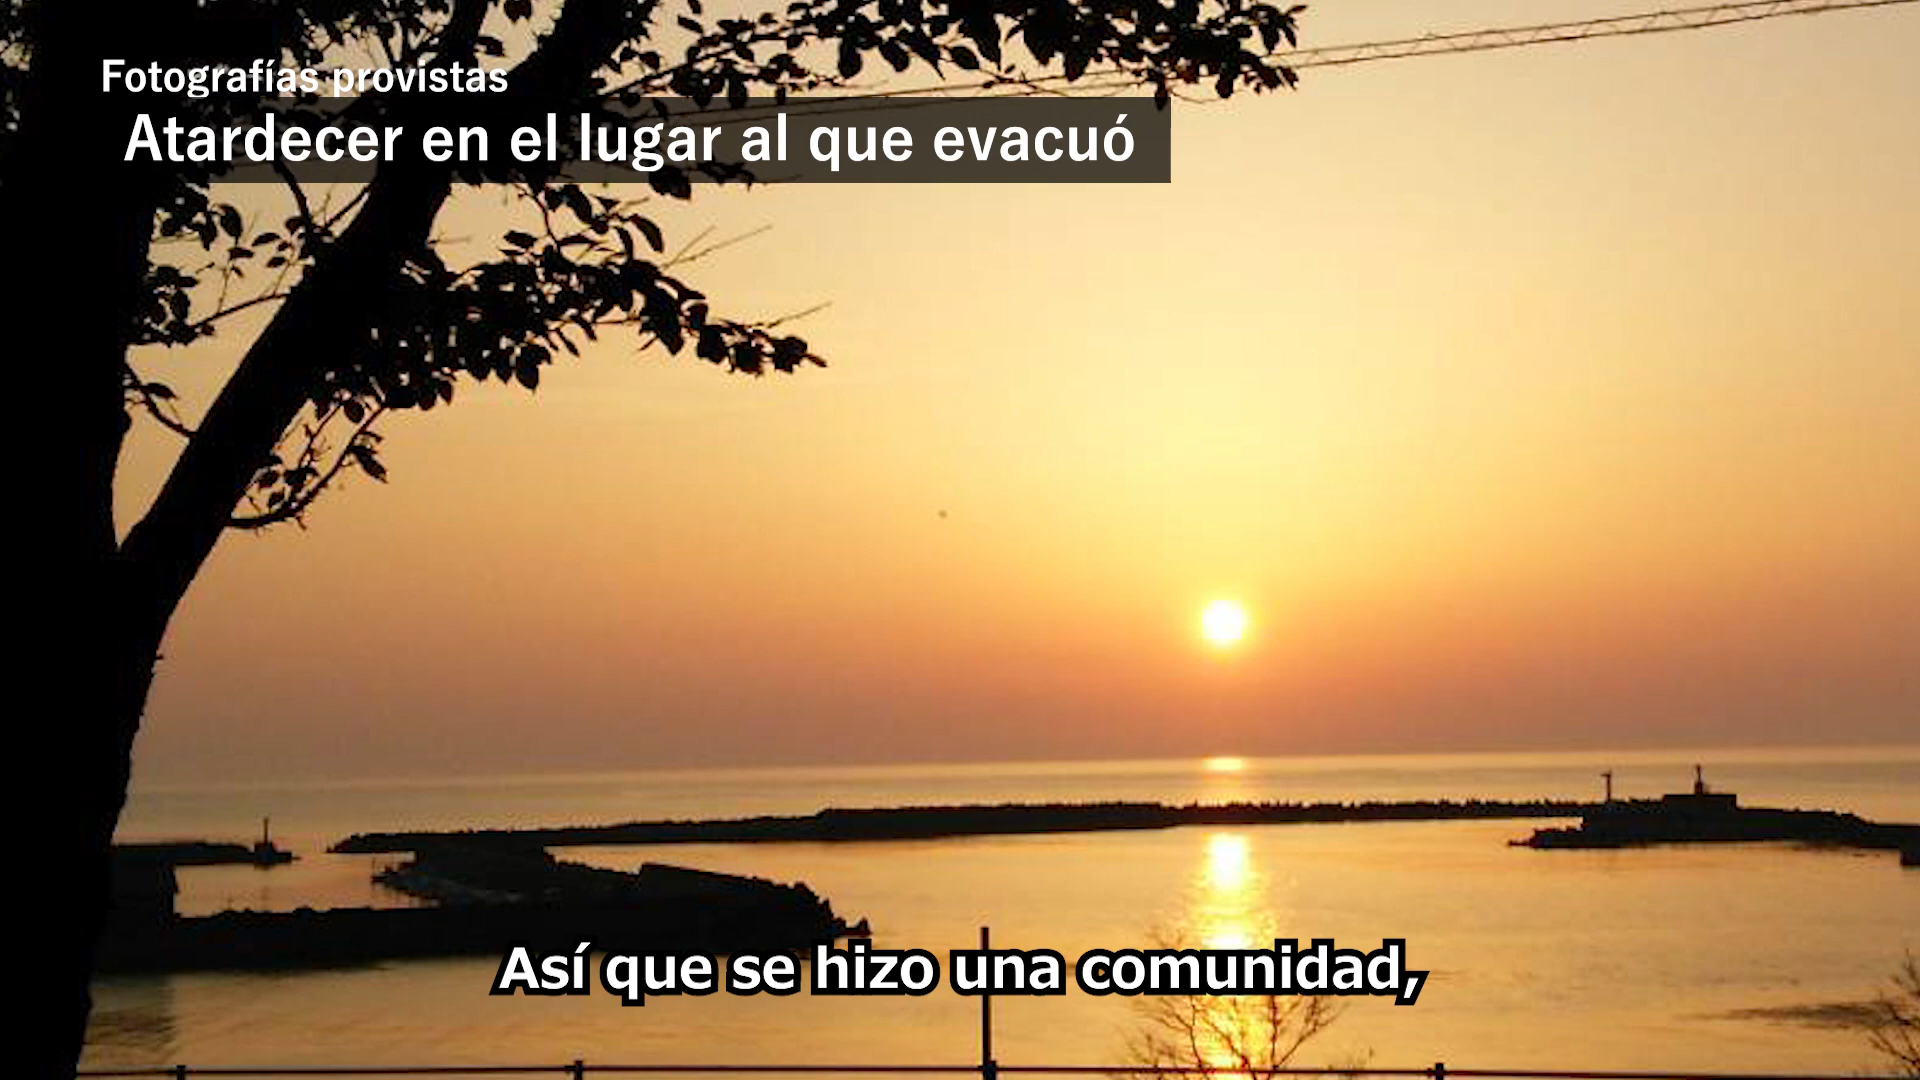 Fotografías provistas
Atardecer en el lugar al que evacuó
Así que se hizo una comunidad,